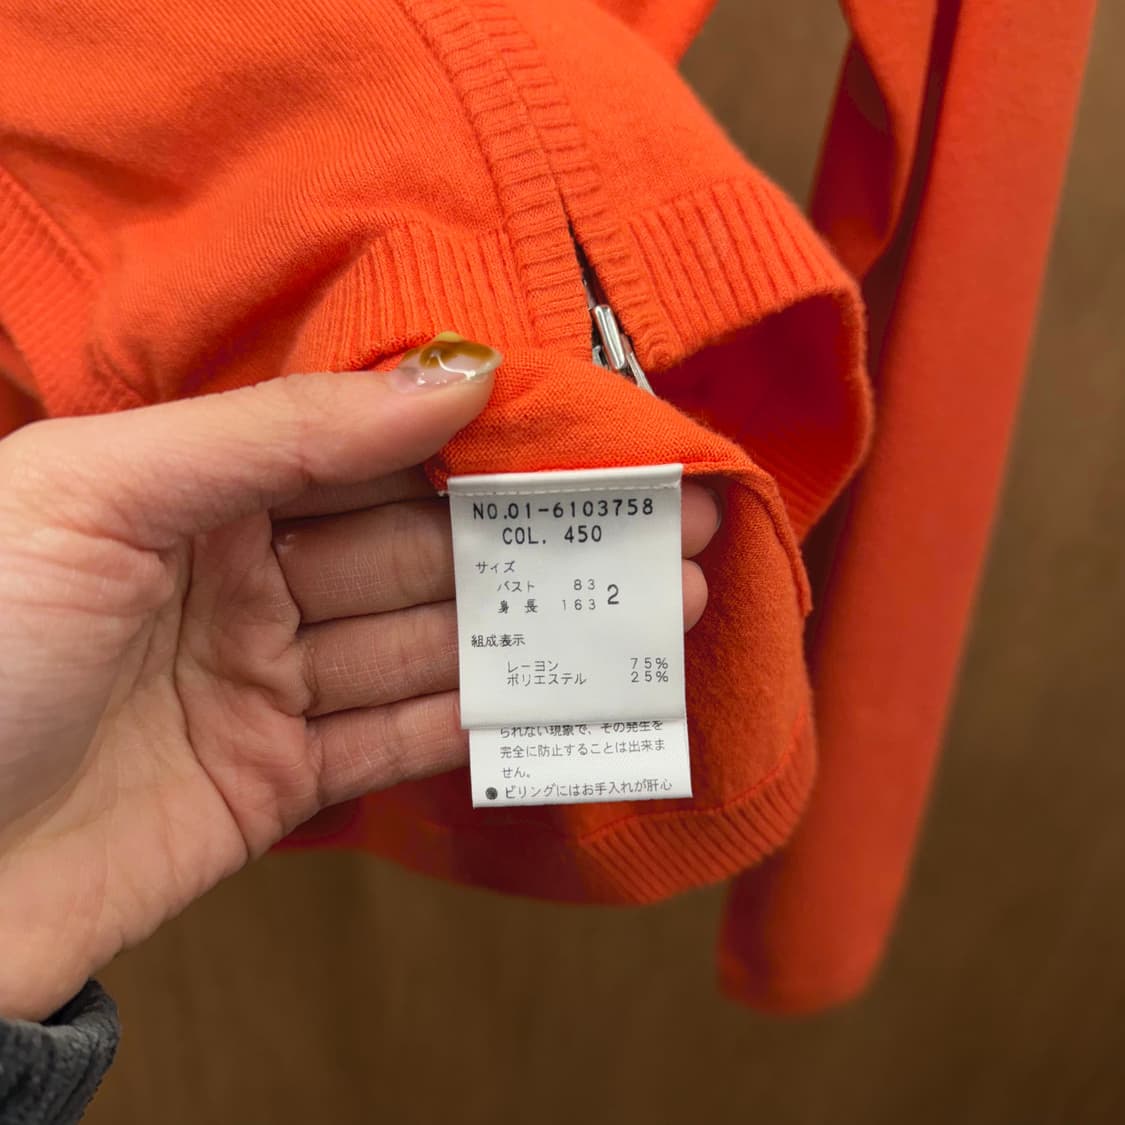 NO.01-6103758
COL. 450
サイズ
バスト 83
身長 163 2
組成表示
レーヨン 75%
ポリエステル 25%
られない現象で、その発生を
完全に防止することは出来ま
せん。
● ピリングにはお手入れが肝心